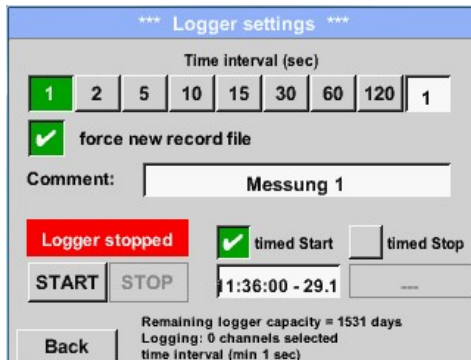 *** Logger settings ***
Time interval (sec)
1 2 5 10 15 30 60 120 1
force new record file
Comment: Messung 1
Logger stopped
timed Start
timed Stop
START STOP
11:36:00 - 29.1
---
Remaining logger capacity = 1531 days
Logging: 0 channels selected
time interval (min 1 sec)
Back